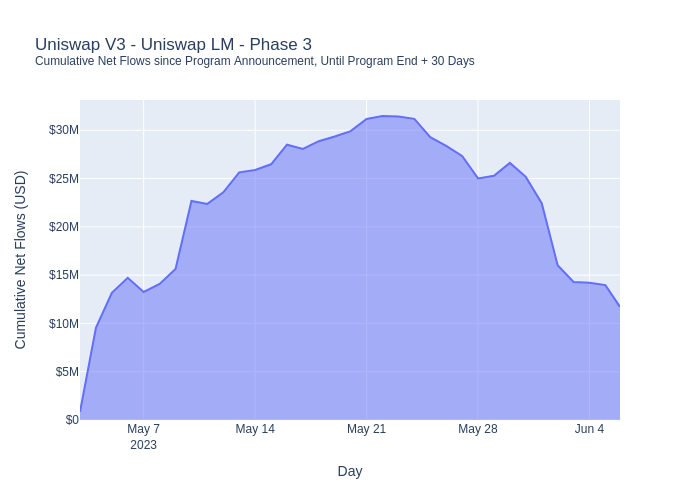 Uniswap V3 - Uniswap LM - Phase 3
Cumulative Net Flows since Program Announcement, Until Program End + 30 Days
Cumulative Net Flows (USD)
$30M
$25M
$20M
$15M
$10M
$5M
$0
May 7
2023
May 14
May 21
May 28
Jun 4
Day